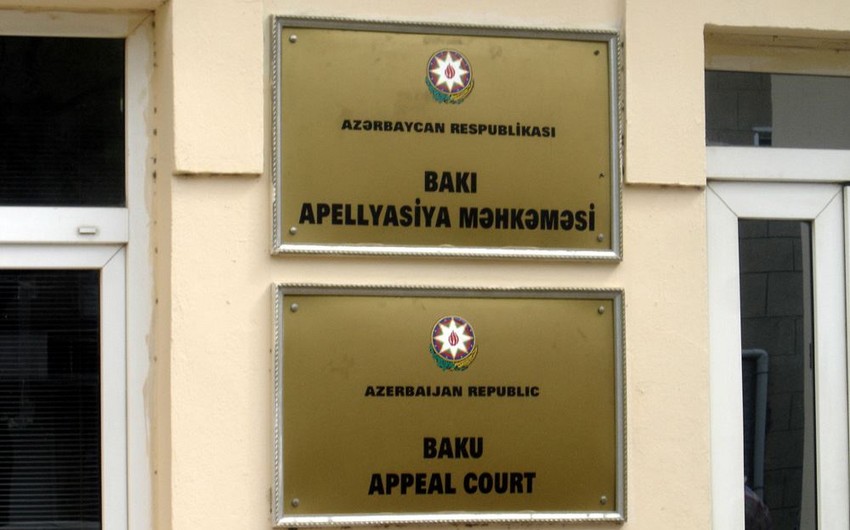 AZƏRBAYCAN RESPUBLİKASI
BAKI
APELLYASİYA MƏHKƏMƏSİ
AZERBAIJAN REPUBLIC
BAKU
APPEAL COURT